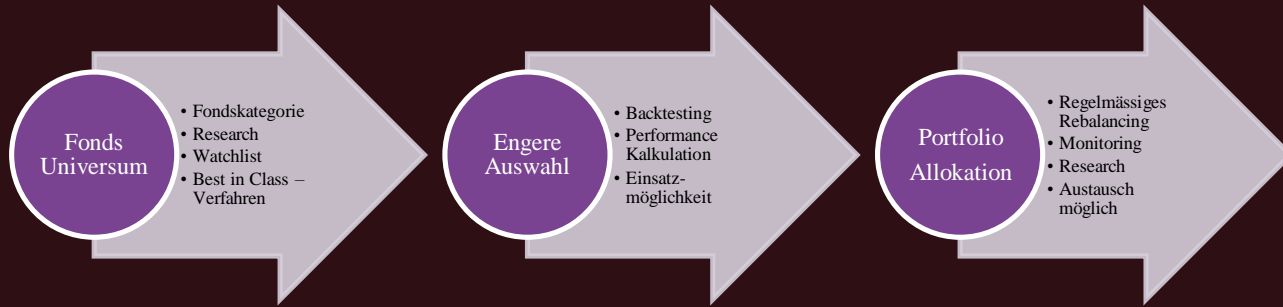 Fonds
Universum
• Fondskategorie
• Research
• Watchlist
• Best in Class –
Verfahren
Engere
Auswahl
• Backtesting
• Performance
Kalkulation
• Einsatz-
möglichkeit
Portfolio
Allokation
• Regelmässiges
Rebalancing
• Monitoring
• Research
• Austausch
möglich